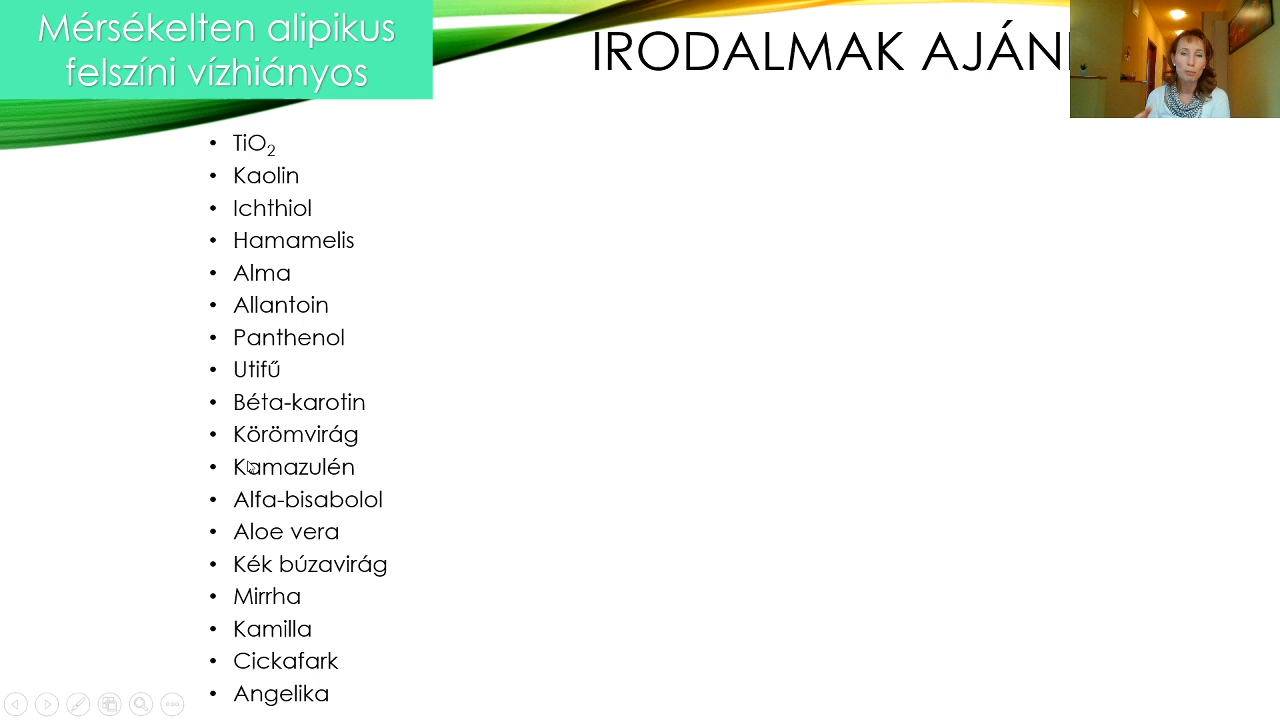 Mérsékelten alipikus
felszíni vízhiányos
IRODALMAK
• TiO₂
• Kaolin
• Ichthiol
• Hamamelis
• Alma
• Allantoin
• Panthenol
• Utifű
• Béta-karotin
• Körömvirág
• Kamazulén
• Alfa-bisabolol
• Aloe vera
• Kék búzavirág
• Mirrha
• Kamilla
• Cickafark
• Angelika